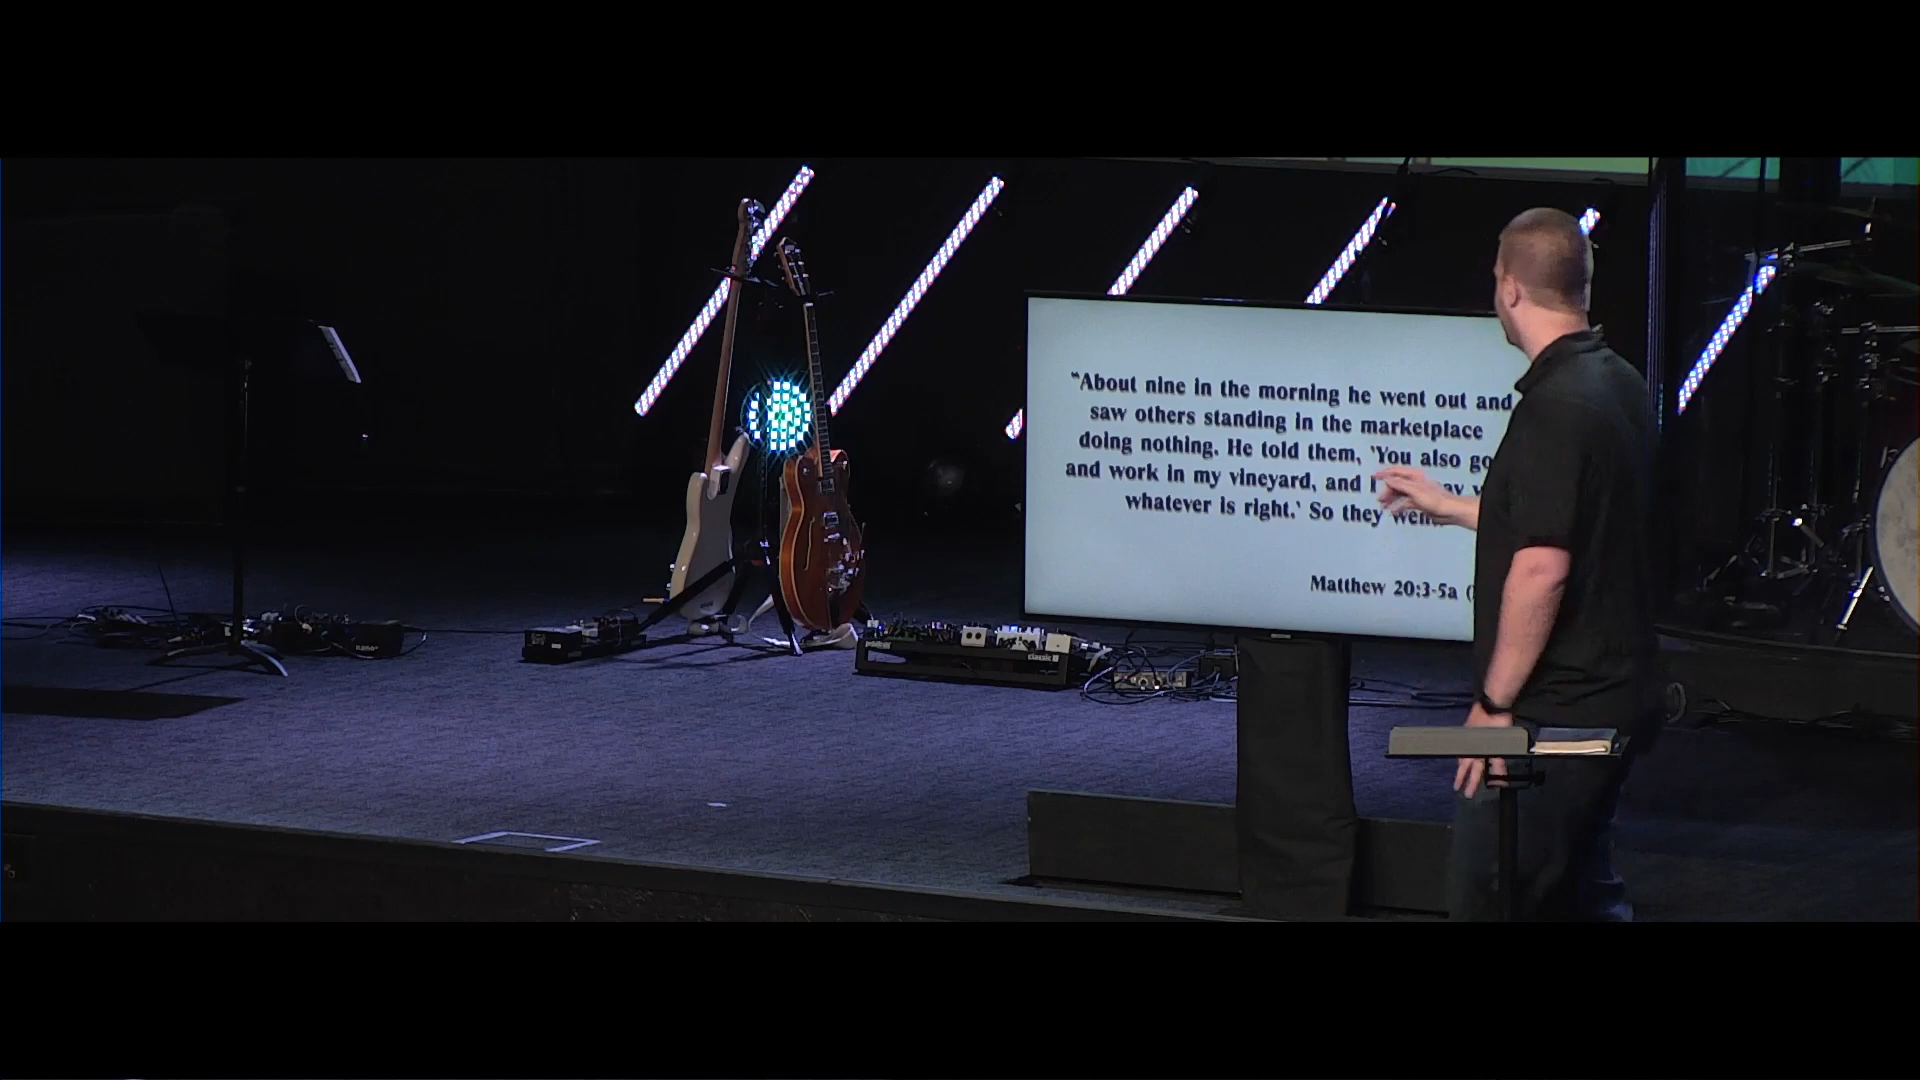 "About nine in the morning he went out and
saw others standing in the marketplace
doing nothing. He told them, 'You also go
and work in my vineyard, and
whatever is right.' So they went
Matthew 20:3-5a (
classic